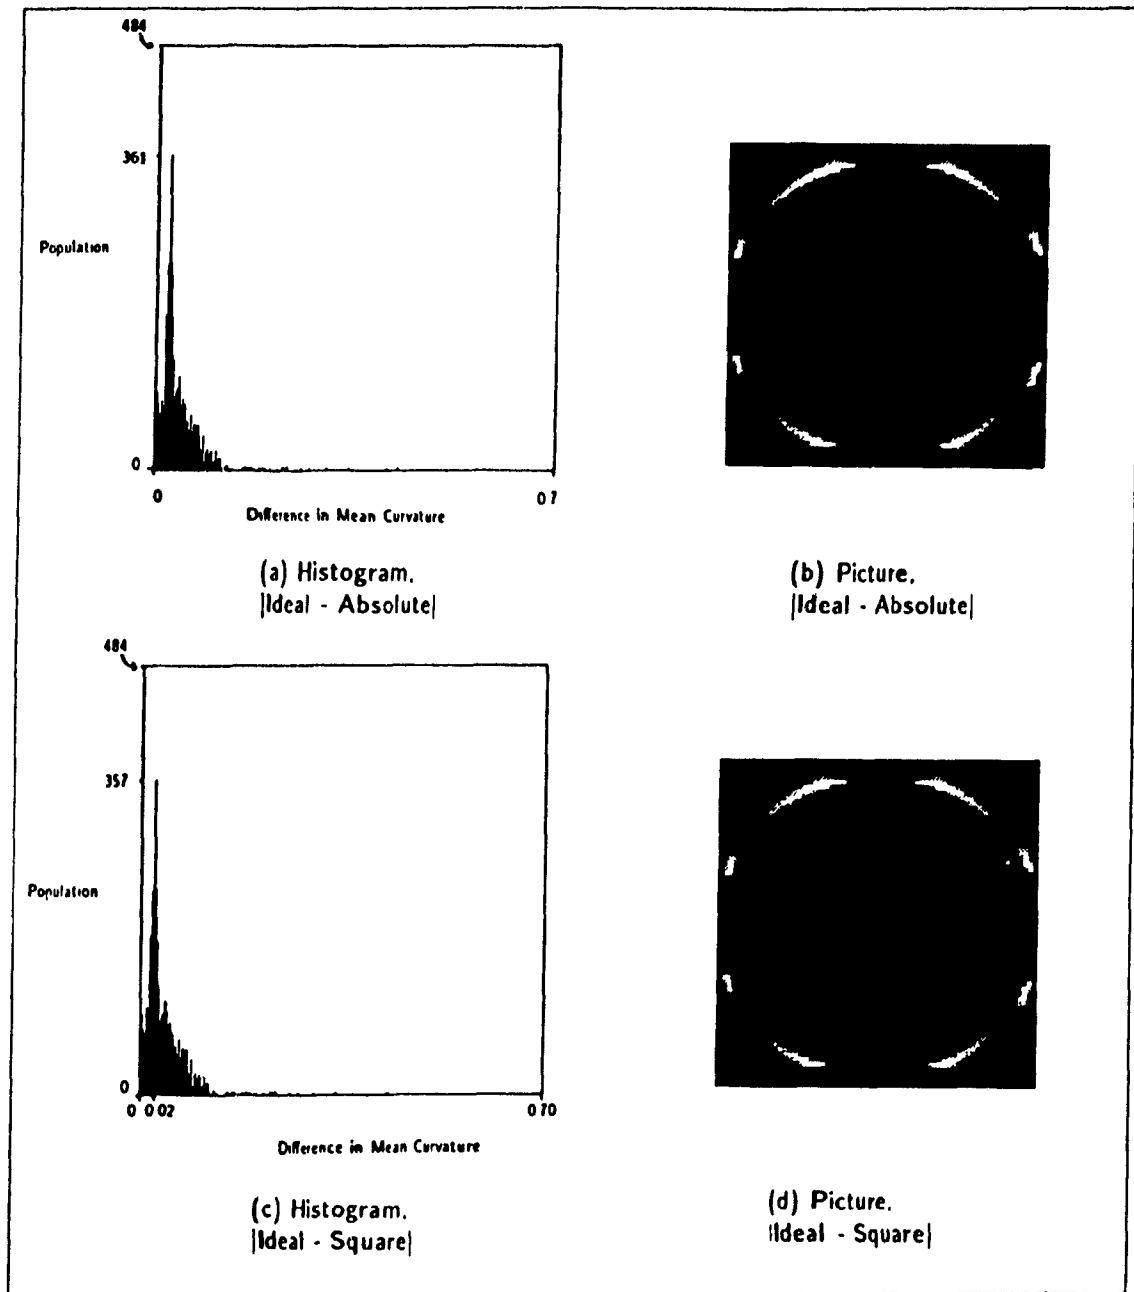 484
361
Population
0
0
0.7
Difference in Mean Curvature
(a) Histogram.
|Ideal - Absolute|
(b) Picture.
|Ideal - Absolute|
484
357
Population
0
0 0.02
0.70
Difference in Mean Curvature
(c) Histogram.
|Ideal - Square|
(d) Picture.
|Ideal - Square|